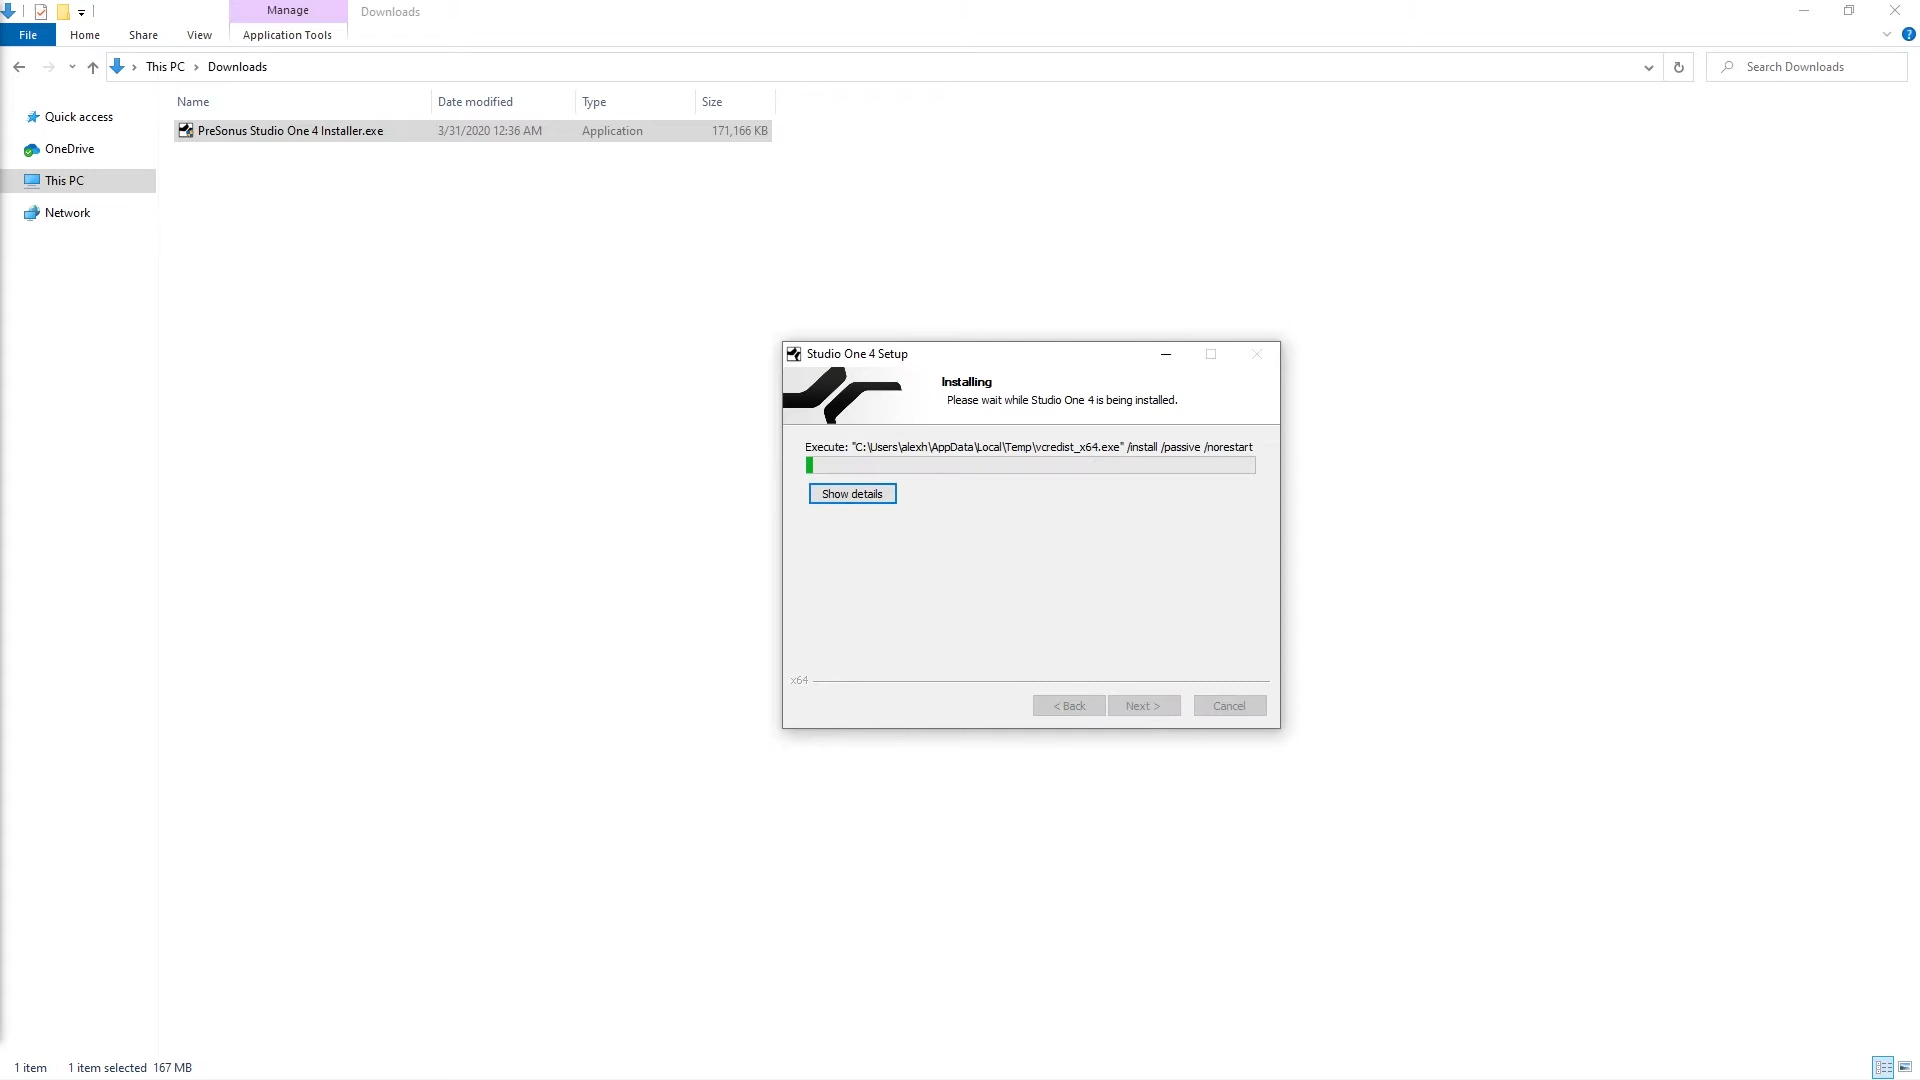 Manage
Downloads
File
Home
Share
View
Application Tools
This PC
Downloads
Search Downloads
Name
Date modified
Type
Size
Quick access
PreSonus Studio One 4 Installer.exe
3/31/2020 12:36 AM
Application
171,166 KB
OneDrive
This PC
Network
Studio One 4 Setup
Installing
Please wait while Studio One 4 is being installed.
Execute: "C:\Users\alexh\AppData\Local\Temp\vcredist_x64.exe" /install /passive /norestart
Show details
x64
< Back
Next >
Cancel
1 item
1 item selected 167 MB